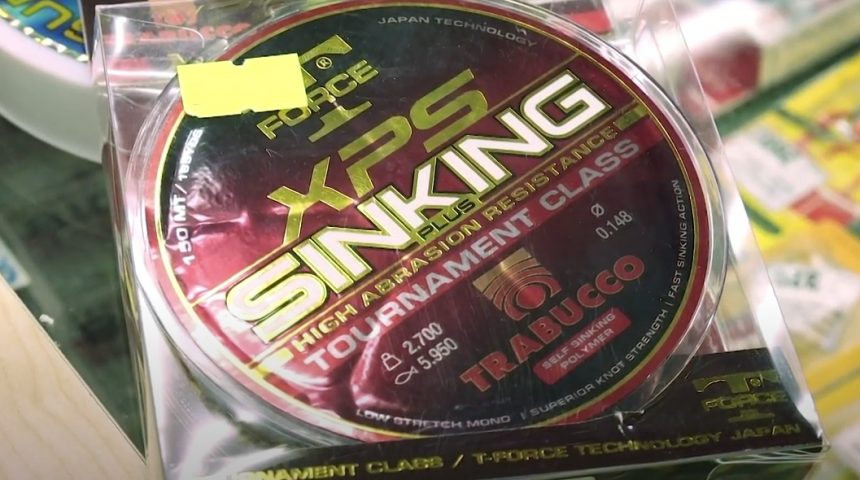 JAPAN TECHNOLOGY
T-FORCE®
XPS
SINKING
PLUS
HIGH ABRASION RESISTANCE
TOURNAMENT CLASS
Ø
0.148
2.700
5.950
TRABUCCO
SELF SINKING
POLYMER
150 MT /
LOW STRETCH MONO | SUPERIOR KNOT STRENGTH | FAST SINKING ACTION
T-FORCE
TOURNAMENT CLASS / T-FORCE TECHNOLOGY JAPAN